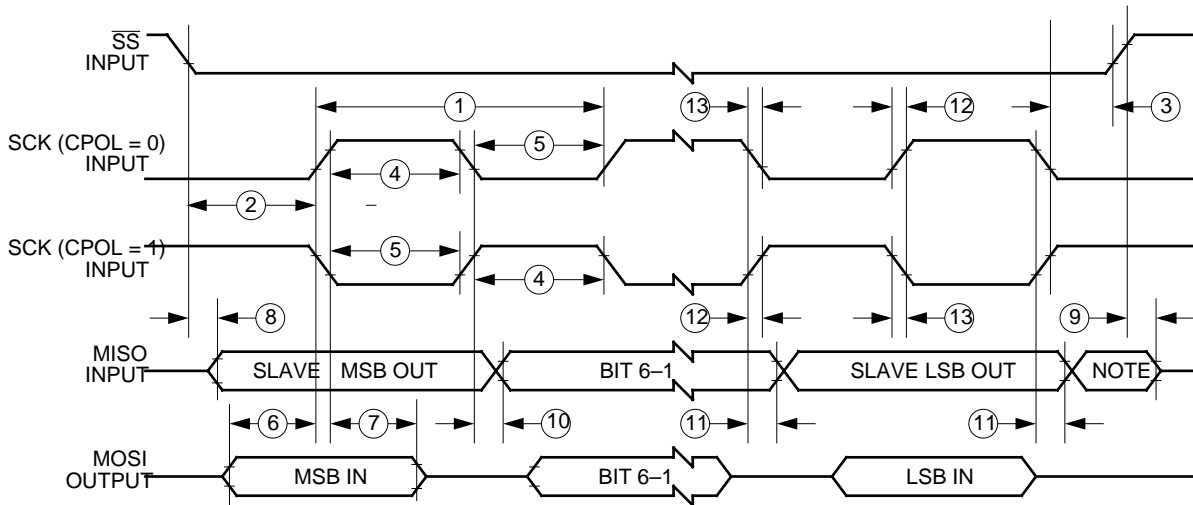 SS
INPUT
1
13
12
3
SCK (CPOL = 0)
INPUT
5
4
2
SCK (CPOL = 1)
INPUT
5
4
8
12
13
9
MISO
INPUT
SLAVE MSB OUT
BIT 6–1
SLAVE LSB OUT
NOTE
6
7
10
11
11
MOSI
OUTPUT
MSB IN
BIT 6–1
LSB IN